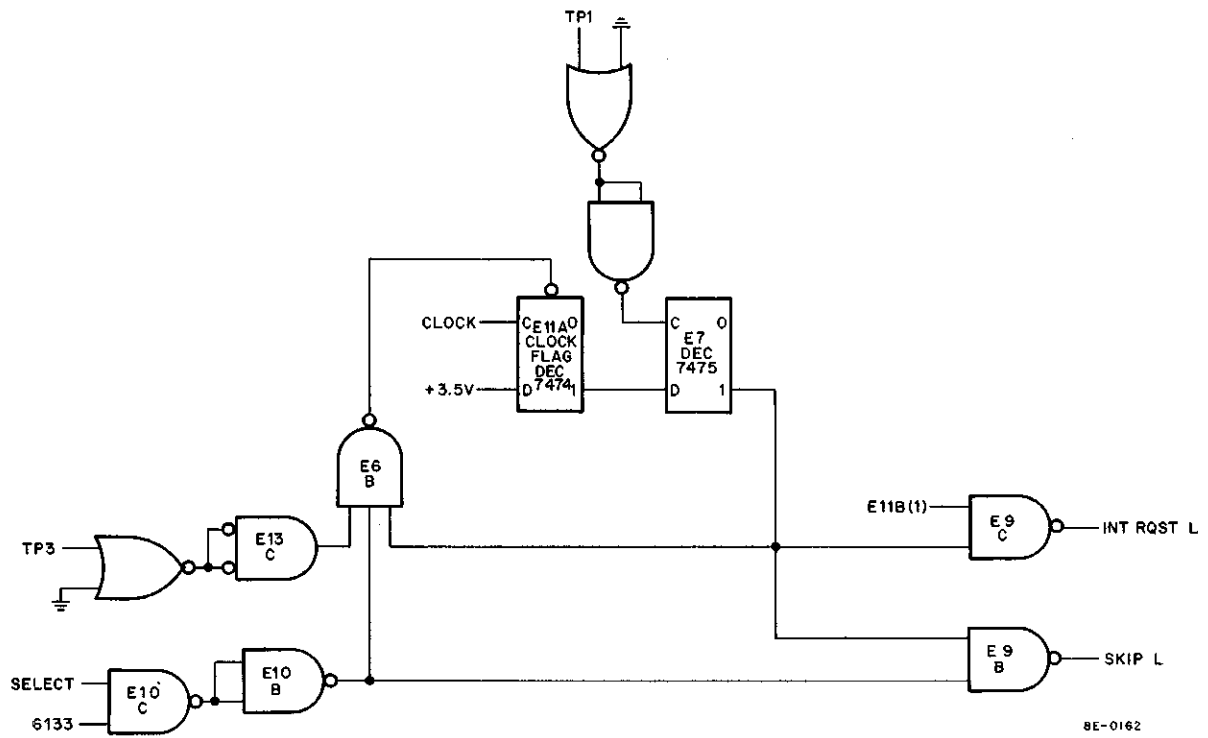 TP1
CLOCK
C
E11A
O
CLOCK
FLAG
DEC
7474
+3.5V
D
1
C
O
E7
DEC
7475
D
1
E6
B
E11B(1)
E9
C
INT RQST L
TP3
E13
C
E9
B
SKIP L
SELECT
E10
C
E10
B
6133
8E-0162